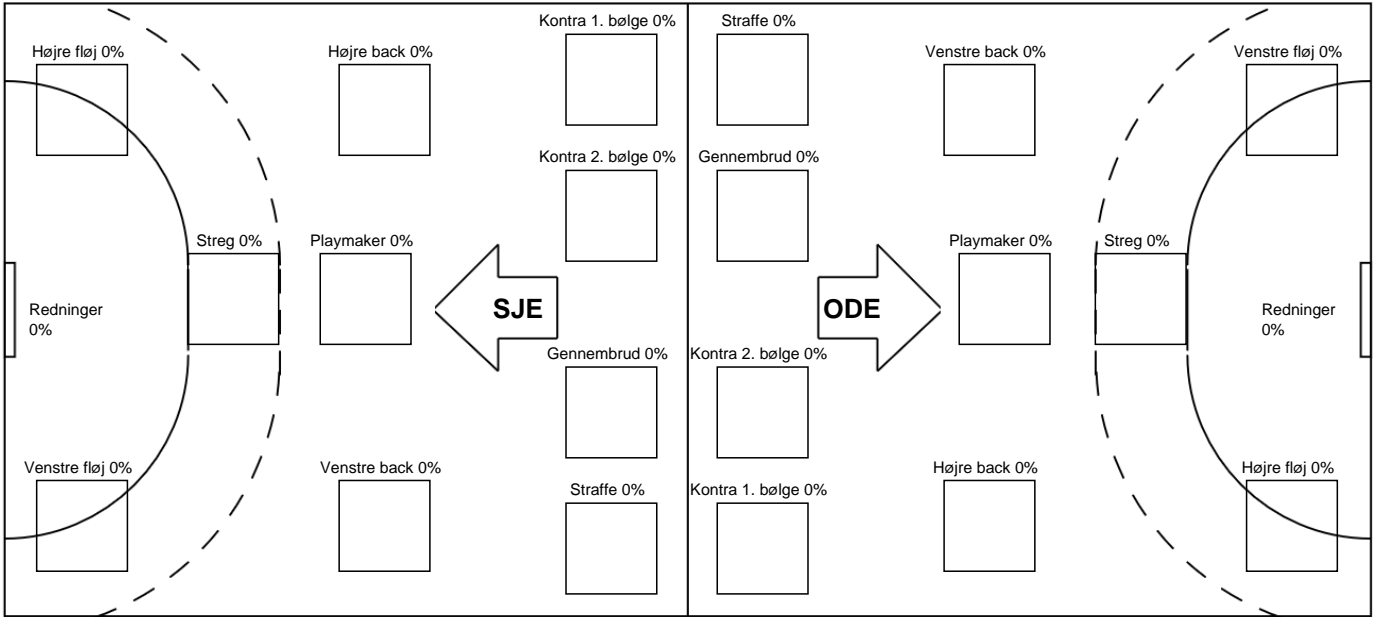 Kontra 1. bølge 0%
Straffe 0%
Højre fløj 0%
Højre back 0%
Venstre back 0%
Venstre fløj 0%
Kontra 2. bølge 0%
Gennembrud 0%
Streg 0%
Playmaker 0%
Playmaker 0%
Streg 0%
Redninger
0%
SJE
ODE
Redninger
0%
Gennembrud 0%
Kontra 2. bølge 0%
Venstre fløj 0%
Venstre back 0%
Højre back 0%
Højre fløj 0%
Straffe 0%
Kontra 1. bølge 0%